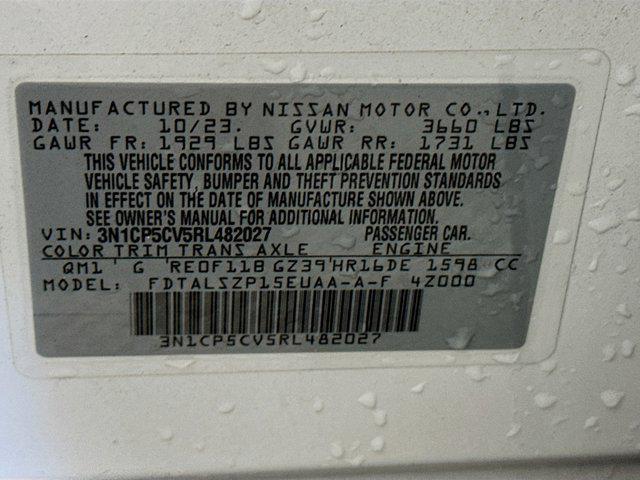 MANUFACTURED BY NISSAN MOTOR CO., LTD.
DATE: 10/23. GVWR: 3660 LBS
GAWR FR: 1929 LBS GAWR RR: 1731 LBS
THIS VEHICLE CONFORMS TO ALL APPLICABLE FEDERAL MOTOR
VEHICLE SAFETY, BUMPER AND THEFT PREVENTION STANDARDS
IN EFFECT ON THE DATE OF MANUFACTURE SHOWN ABOVE.
SEE OWNER'S MANUAL FOR ADDITIONAL INFORMATION.
VIN: 3N1CP5CV5RL482027 PASSENGER CAR.
COLOR TRIM TRANS AXLE ENGINE
QM1 G RE0F11B GZ39 HR16DE 1598 CC
MODEL: FDTALSZP15EUAA-A-F 4Z000
3N1CP5CV5RL482027